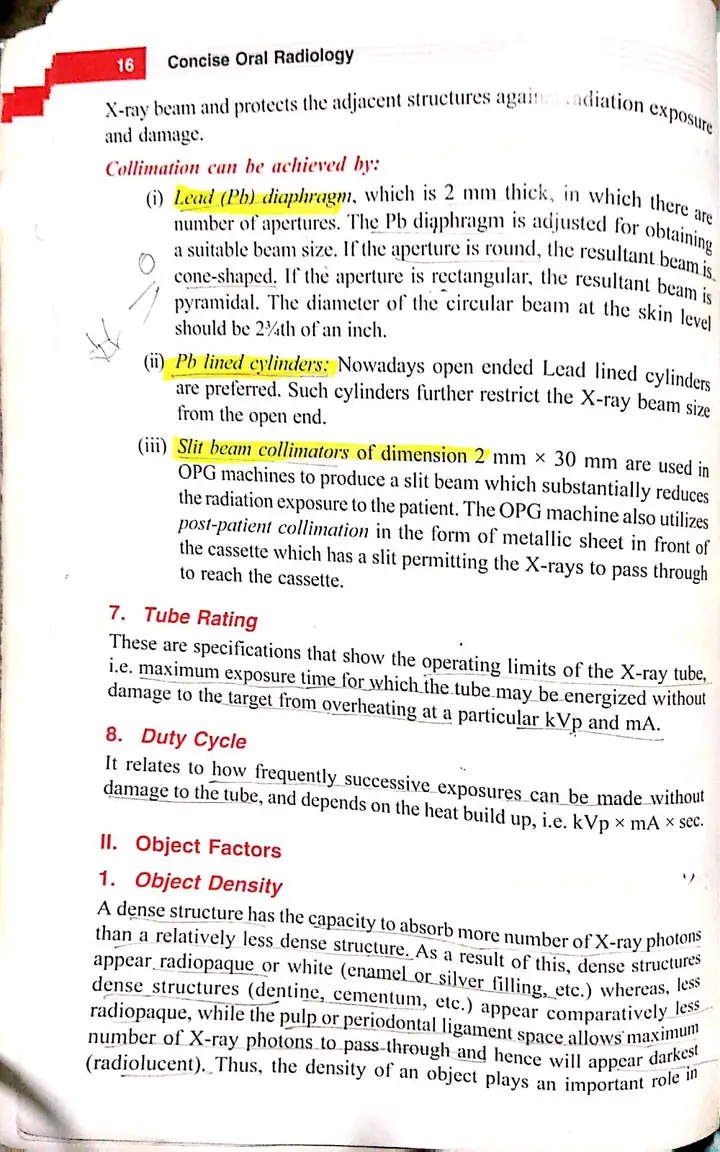 16 Concise Oral Radiology
X-ray beam and protects the adjacent structures exposure
and damage.
Collimation can be achieved by:
(i) Lead (Pb) diaphragm, which is 2 mm thick, in which there are
number of apertures. The Pb diaphragm is adjusted for obtaining
a suitable beam size. If the aperture is round, the resultant beam is
cone-shaped. If the aperture is rectangular, the resultant beam is
pyramidal. The diameter of the circular beam at the skin level
should be 2¾th of an inch.
(ii) Pb lined cylinders: Nowadays open ended Lead lined cylinders
are preferred. Such cylinders further restrict the X-ray beam size
from the open end.
(iii) Slit beam collimators of dimension 2 mm × 30 mm are used in
OPG machines to produce a slit beam which substantially reduces
the radiation exposure to the patient. The OPG machine also utilizes
post-patient collimation in the form of metallic sheet in front of
the cassette which has a slit permitting the X-rays to pass through
to reach the cassette.
7. Tube Rating
These are specifications that show the operating limits of the X-ray tube,
i.e. maximum exposure time for which the tube may be energized without
damage to the target from overheating at a particular kVp and mA.
8. Duty Cycle
It relates to how frequently successive exposures can be made without
damage to the tube, and depends on the heat build up, i.e. kVp × mA × sec.
II. Object Factors
1. Object Density
A dense structure has the capacity to absorb more number of X-ray photons
than a relatively less dense structure. As a result of this, dense structures
appear radiopaque or white (enamel or silver filling, etc.) whereas, less
dense structures (dentine, cementum, etc.) appear comparatively less
radiopaque, while the pulp or periodontal ligament space allows maximum
number of X-ray photons to pass through and hence will appear darkest
(radiolucent). Thus, the density of an object plays an important role in